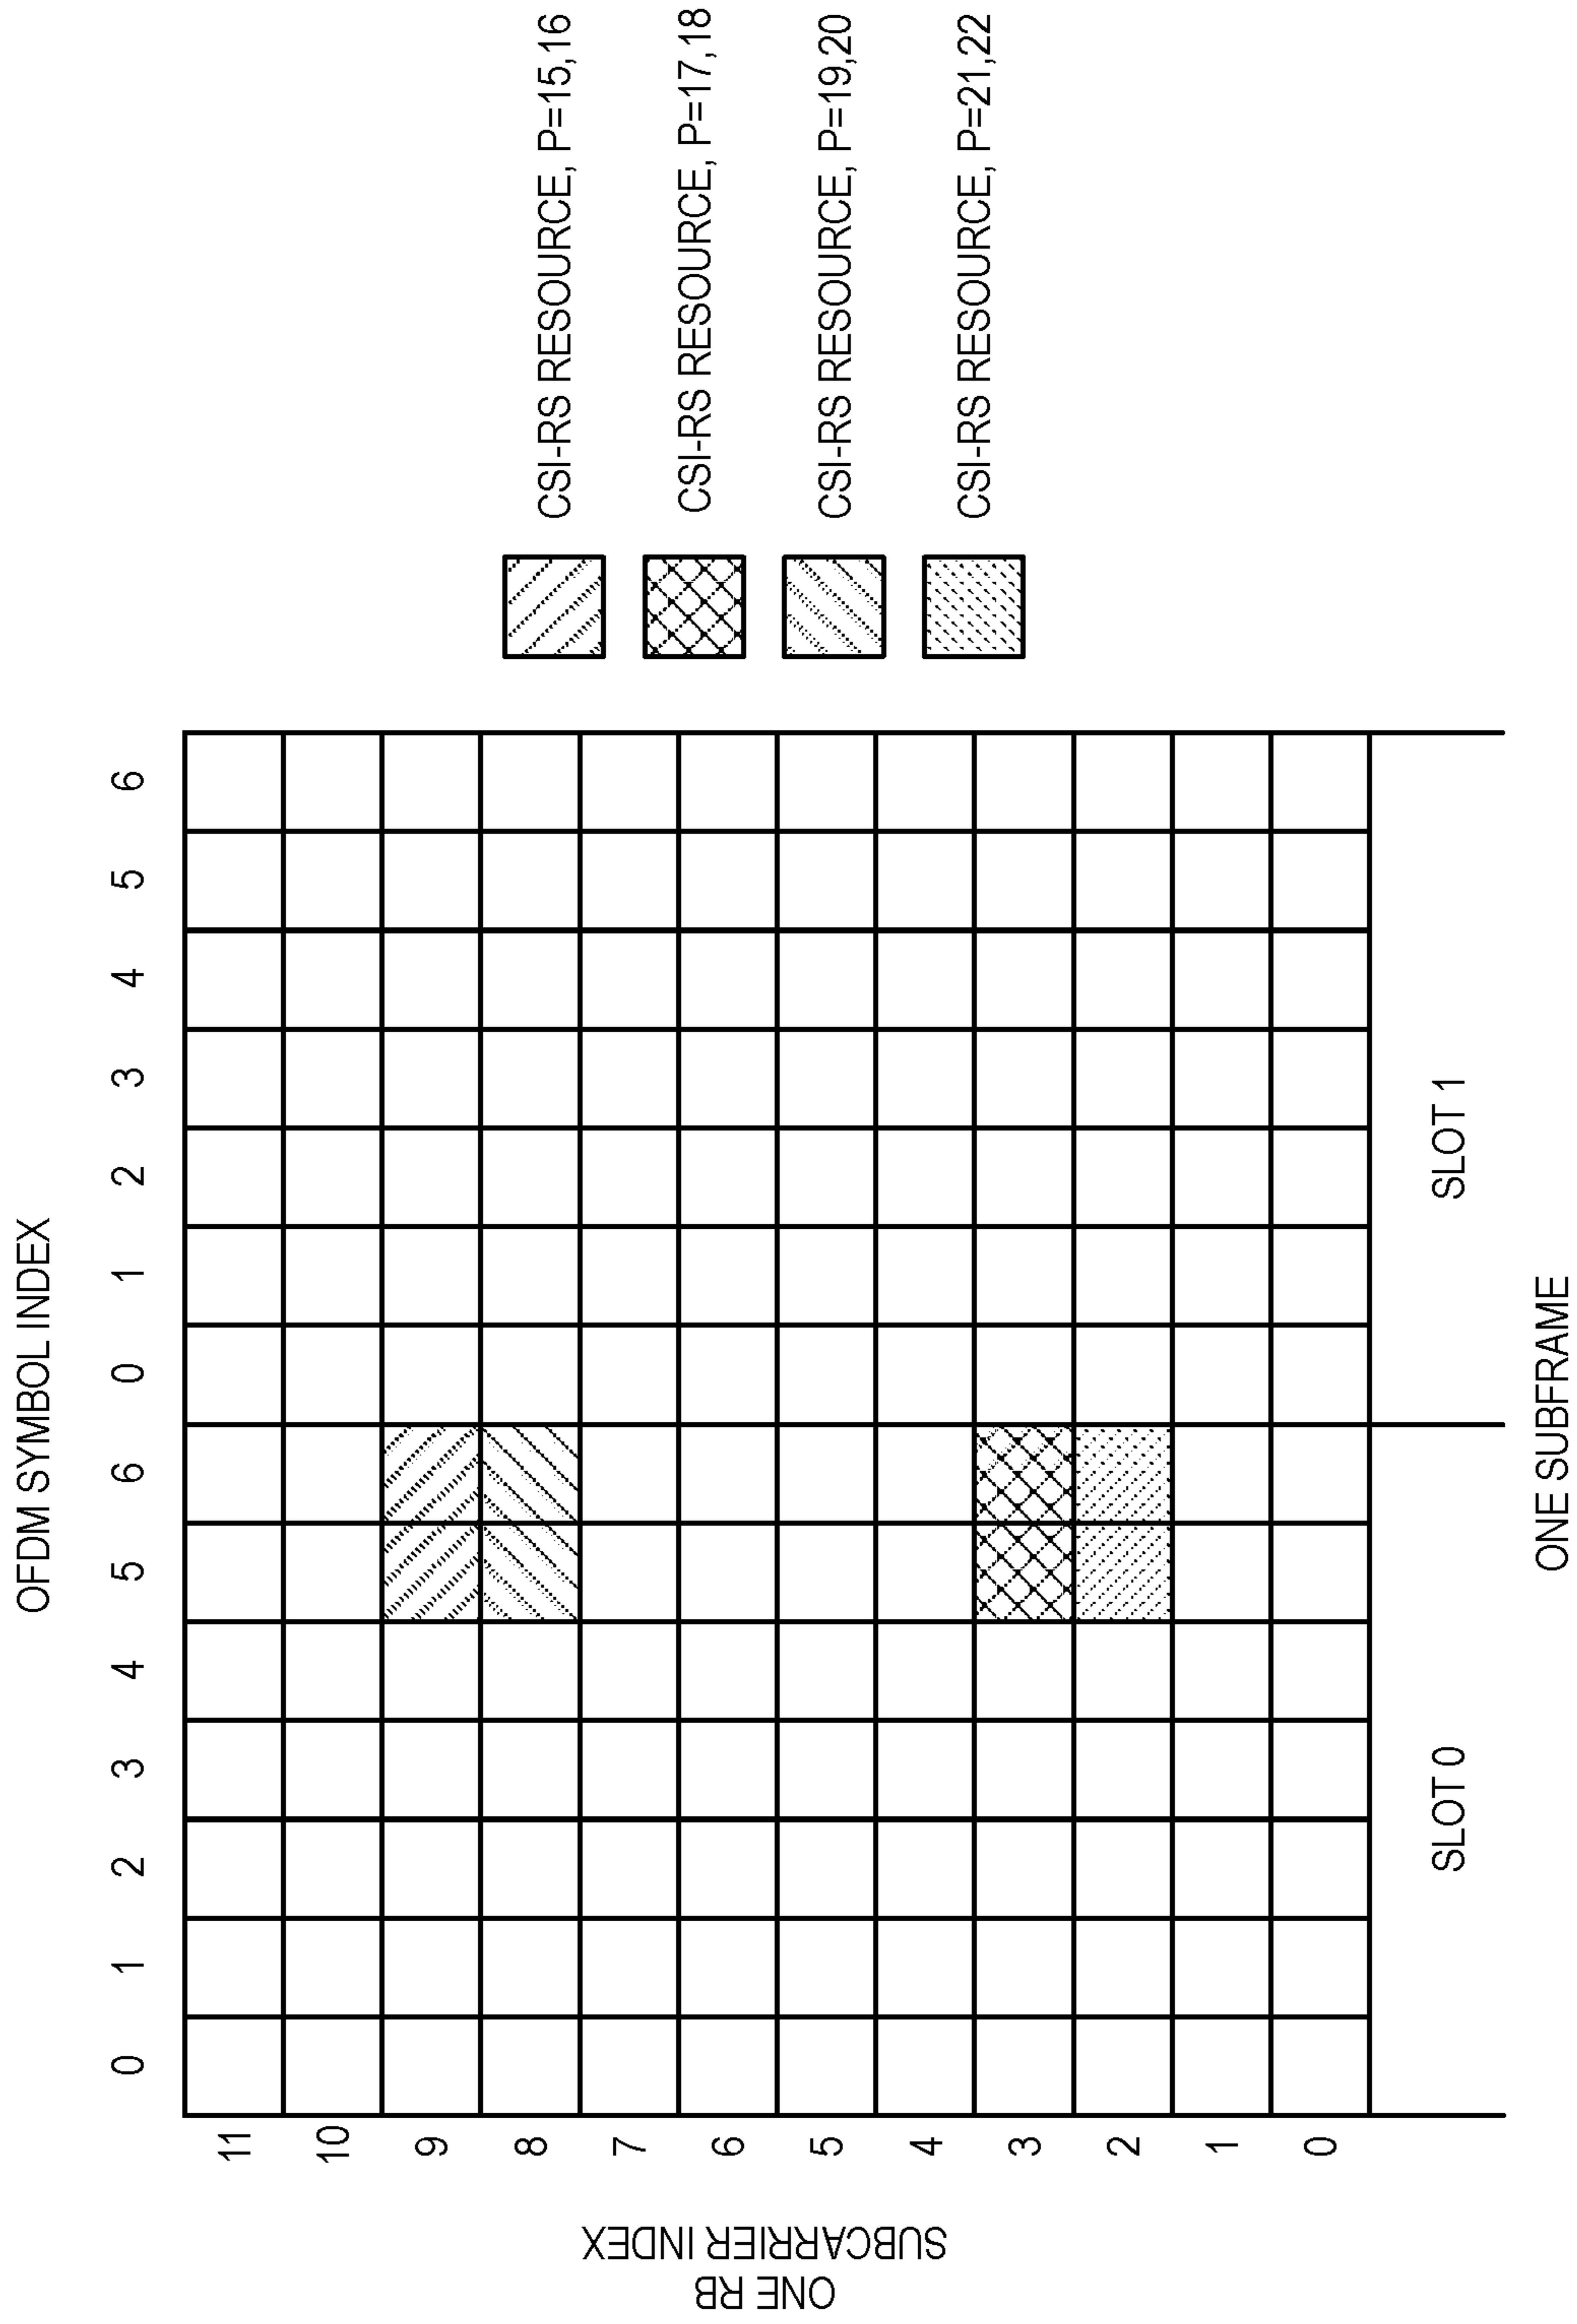 OFDM SYMBOL INDEX
0 1 2 3 4 5 6 0 1 2 3 4 5 6
ONE RB
SUBCARRIER INDEX
11
10
9
8
7
6
5
4
3
2
1
0
SLOT 0 SLOT 1
ONE SUBFRAME
CSI-RS RESOURCE, P=15,16
CSI-RS RESOURCE, P=17,18
CSI-RS RESOURCE, P=19,20
CSI-RS RESOURCE, P=21,22